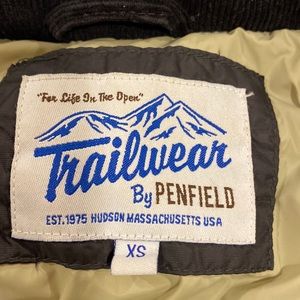 "For Life In The Open"
Trailwear
By PENFIELD
EST. 1975 HUDSON MASSACHUSETTS USA
XS